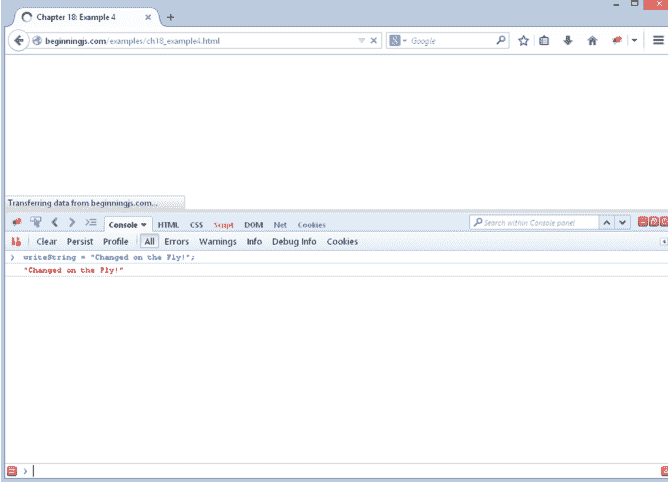 Chapter 18: Example 4
beginningjs.com/examples/ch18_example4.html
Google
Transferring data from beginningjs.com...
Console HTML CSS Script DOM Net Cookies Search within Console panel
Clear Persist Profile All Errors Warnings Info Debug Info Cookies
writeString = "Changed on the Fly!";
"Changed on the Fly!"